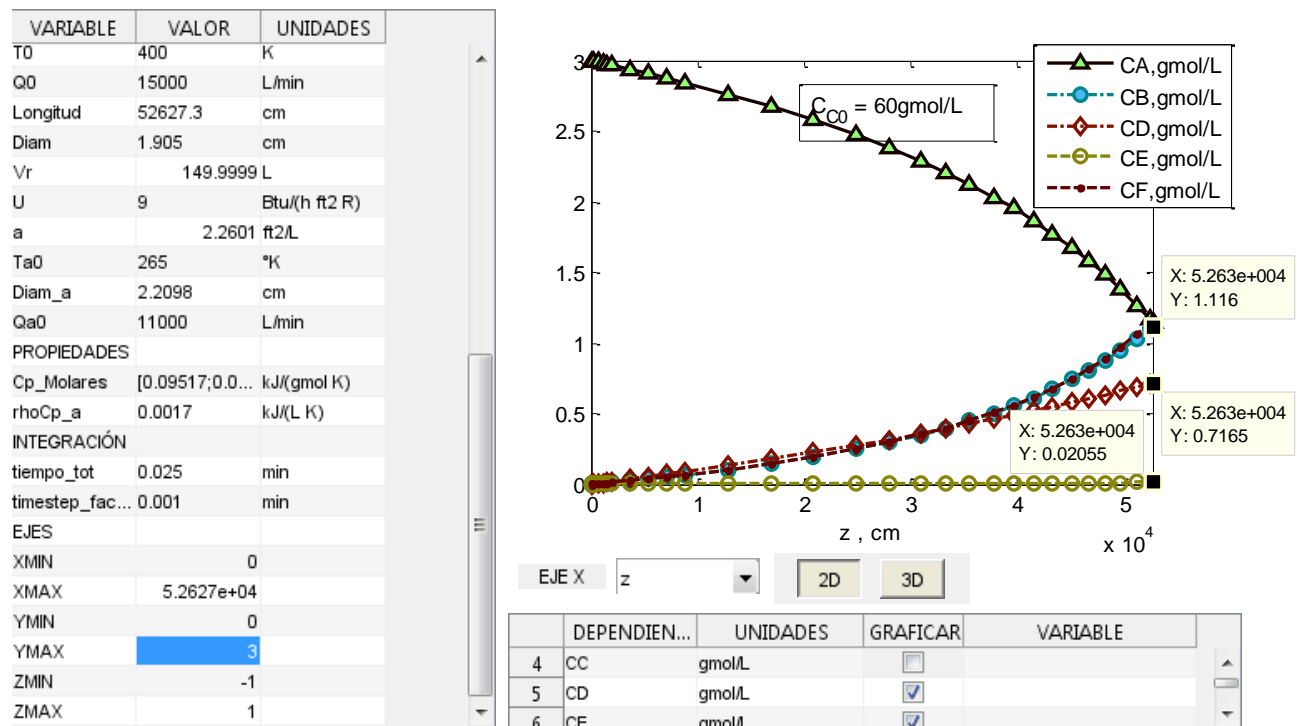 VARIABLE VALOR UNIDADES
T0 400 K
Q0 15000 L/min
Longitud 52627.3 cm
Diam 1.905 cm
Vr 149.9999 L
U 9 Btu/(h ft2 R)
a 2.2601 ft2/L
Ta0 265 °K
Diam_a 2.2098 cm
Qa0 11000 L/min
PROPIEDADES
Cp_Molares [0.09517;0.0... kJ/(gmol K)
rhoCp_a 0.0017 kJ/(L K)
INTEGRACIÓN
tiempo_tot 0.025 min
timestep_fac... 0.001 min
EJES
XMIN 0
XMAX 5.2627e+04
YMIN 0
YMAX 3
ZMIN -1
ZMAX 1
3
2.5
2
1.5
1
0.5
0
0 1 2 3 4 5
z , cm
x 10^4
C_C0 = 60gmol/L
CA,gmol/L
CB,gmol/L
CD,gmol/L
CE,gmol/L
CF,gmol/L
X: 5.263e+004
Y: 1.116
X: 5.263e+004
Y: 0.7165
X: 5.263e+004
Y: 0.02055
EJE X z 2D 3D
DEPENDIEN... UNIDADES GRAFICAR VARIABLE
4 CC gmol/L
5 CD gmol/L
6 CE gmol/L